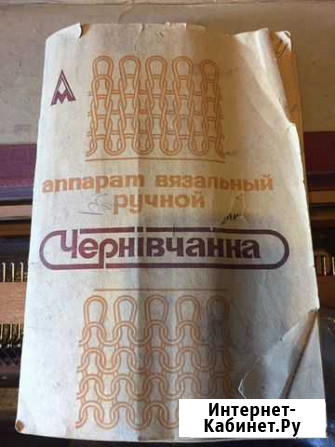 аппарат вязальный
ручной
Чернівчанка
Интернет-
Кабинет.Ру